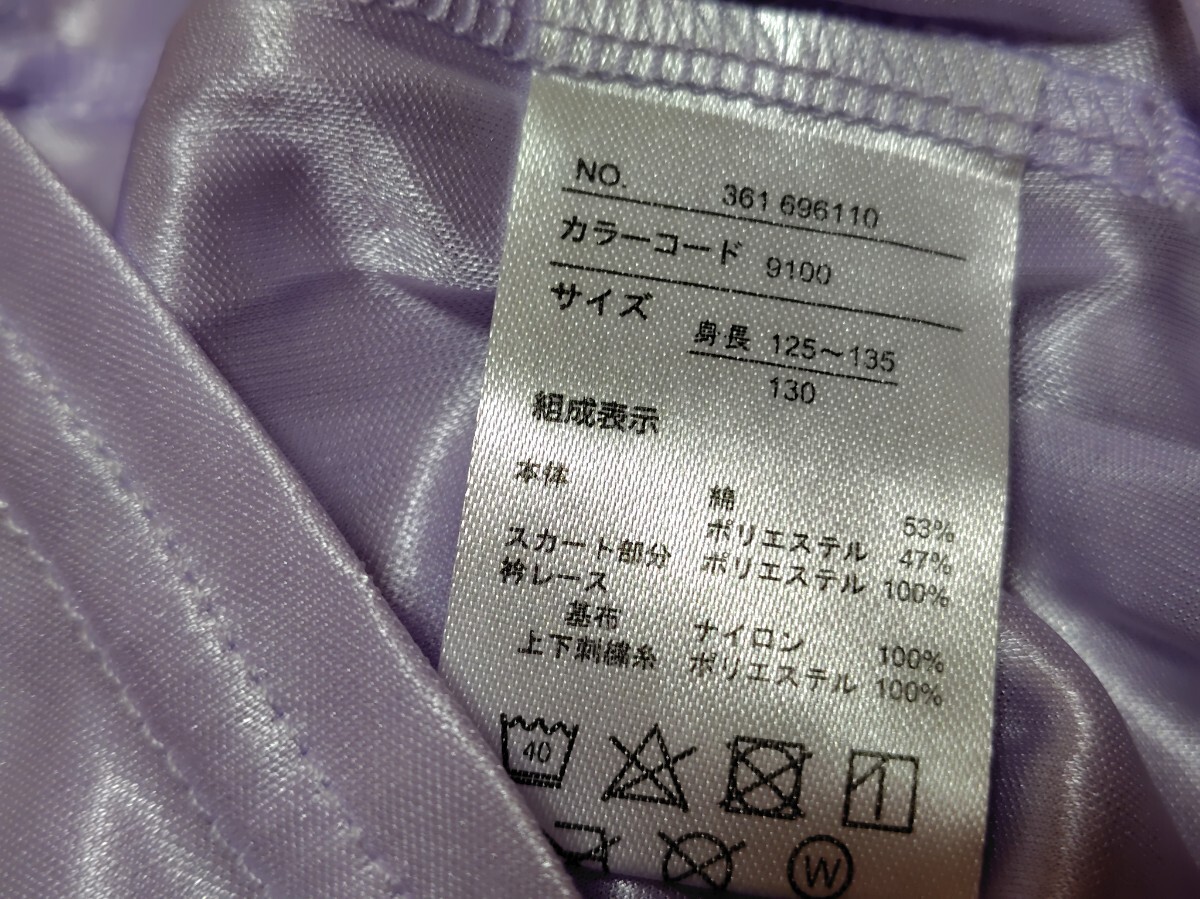 NO. 361 696110
カラーコード 9100
サイズ
身長 125～135
130
組成表示
本体 綿 53%
ポリエステル 47%
スカート部分 ポリエステル 100%
衿レース
基布 ナイロン 100%
上下刺繍糸 ポリエステル 100%
40
W